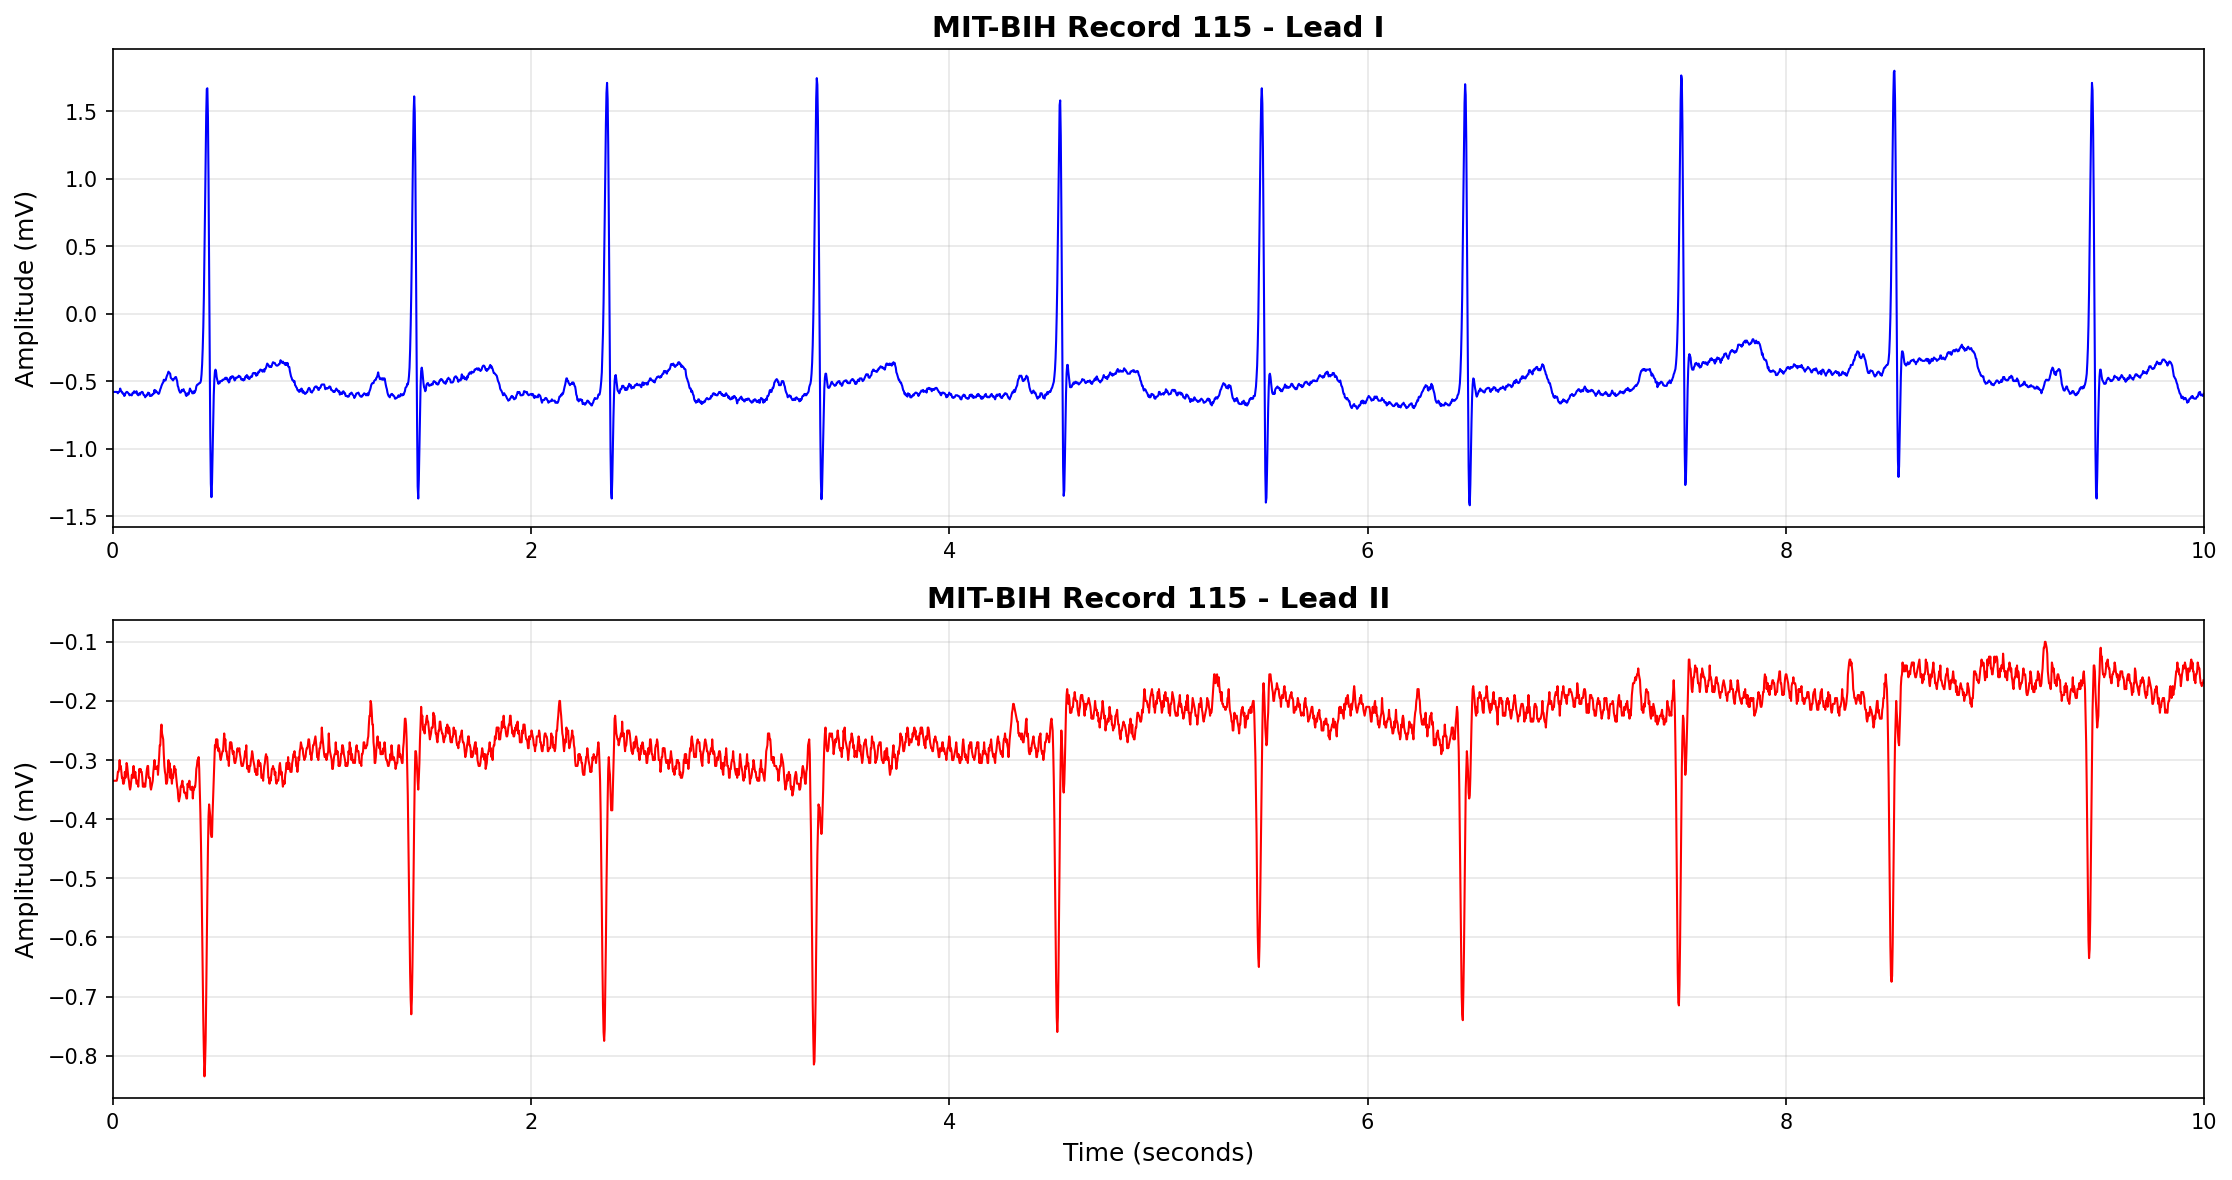 MIT-BIH Record 115 - Lead I
Amplitude (mV)
1.5
1.0
0.5
0.0
−0.5
−1.0
−1.5
0 2 4 6 8 10
MIT-BIH Record 115 - Lead II
Amplitude (mV)
−0.1
−0.2
−0.3
−0.4
−0.5
−0.6
−0.7
−0.8
0 2 4 6 8 10
Time (seconds)